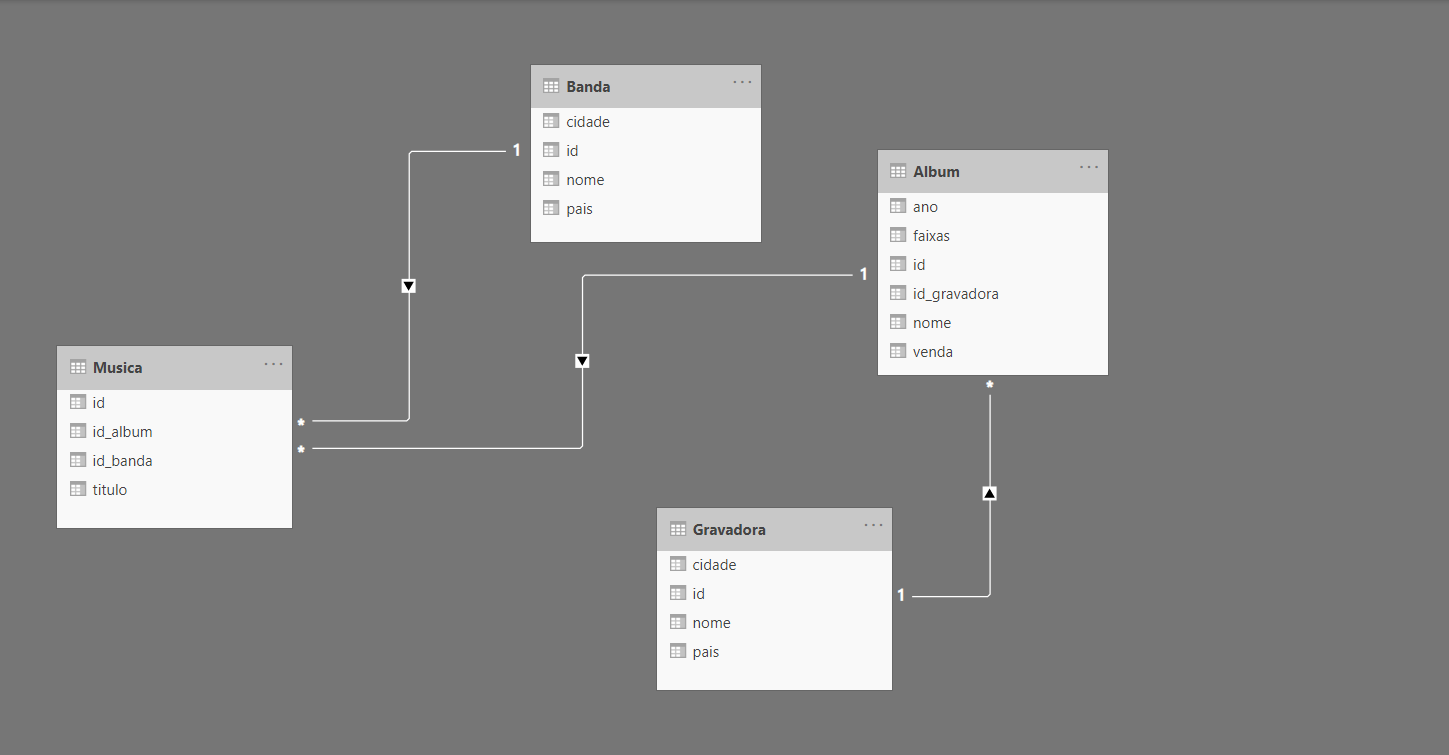 Banda
cidade
id
nome
pais
1
Album
ano
faixas
id
id_gravadora
nome
venda
1
*
Musica
id
id_album
id_banda
titulo
*
*
Gravadora
cidade
id
nome
pais
1